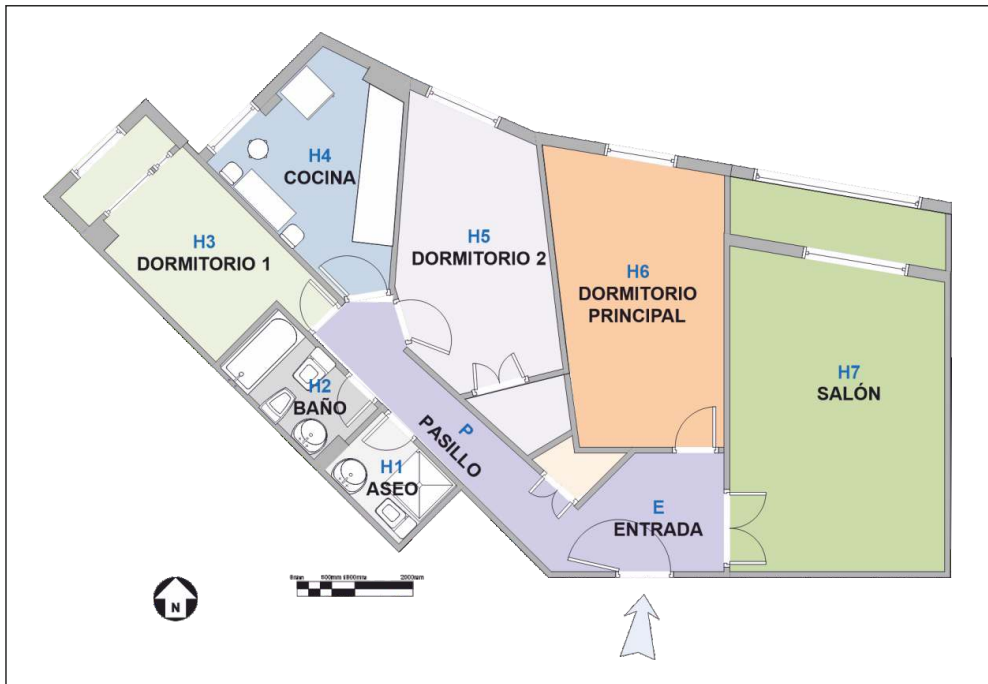 H4
COCINA
H3
DORMITORIO 1
H5
DORMITORIO 2
H6
DORMITORIO
PRINCIPAL
H7
SALÓN
H2
BAÑO
P
PASILLO
H1
ASEO
E
ENTRADA
N